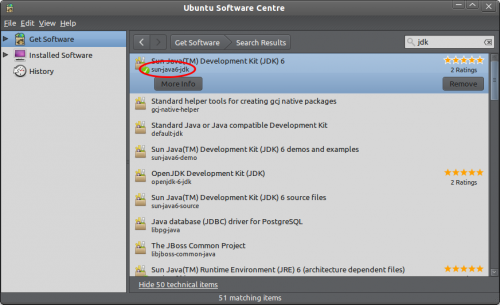 Ubuntu Software Centre
File Edit View Help
Get Software
Installed Software
History
Get Software
Search Results
jdk
Sun Java(TM) Development Kit (JDK) 6
sun-java6-jdk
2 Ratings
More Info
Remove
Standard helper tools for creating gcj native packages
gcj-native-helper
Standard Java or Java compatible Development Kit
default-jdk
Sun Java(TM) Development Kit (JDK) 6 demos and examples
sun-java6-demo
OpenJDK Development Kit (JDK)
openjdk-6-jdk
2 Ratings
Sun Java(TM) Development Kit (JDK) 6 source files
sun-java6-source
Java database (JDBC) driver for PostgreSQL
libpg-java
The JBoss Common Project
libjboss-common-java
Sun Java(TM) Runtime Environment (JRE) 6 (architecture dependent files)
Hide 50 technical items
51 matching items